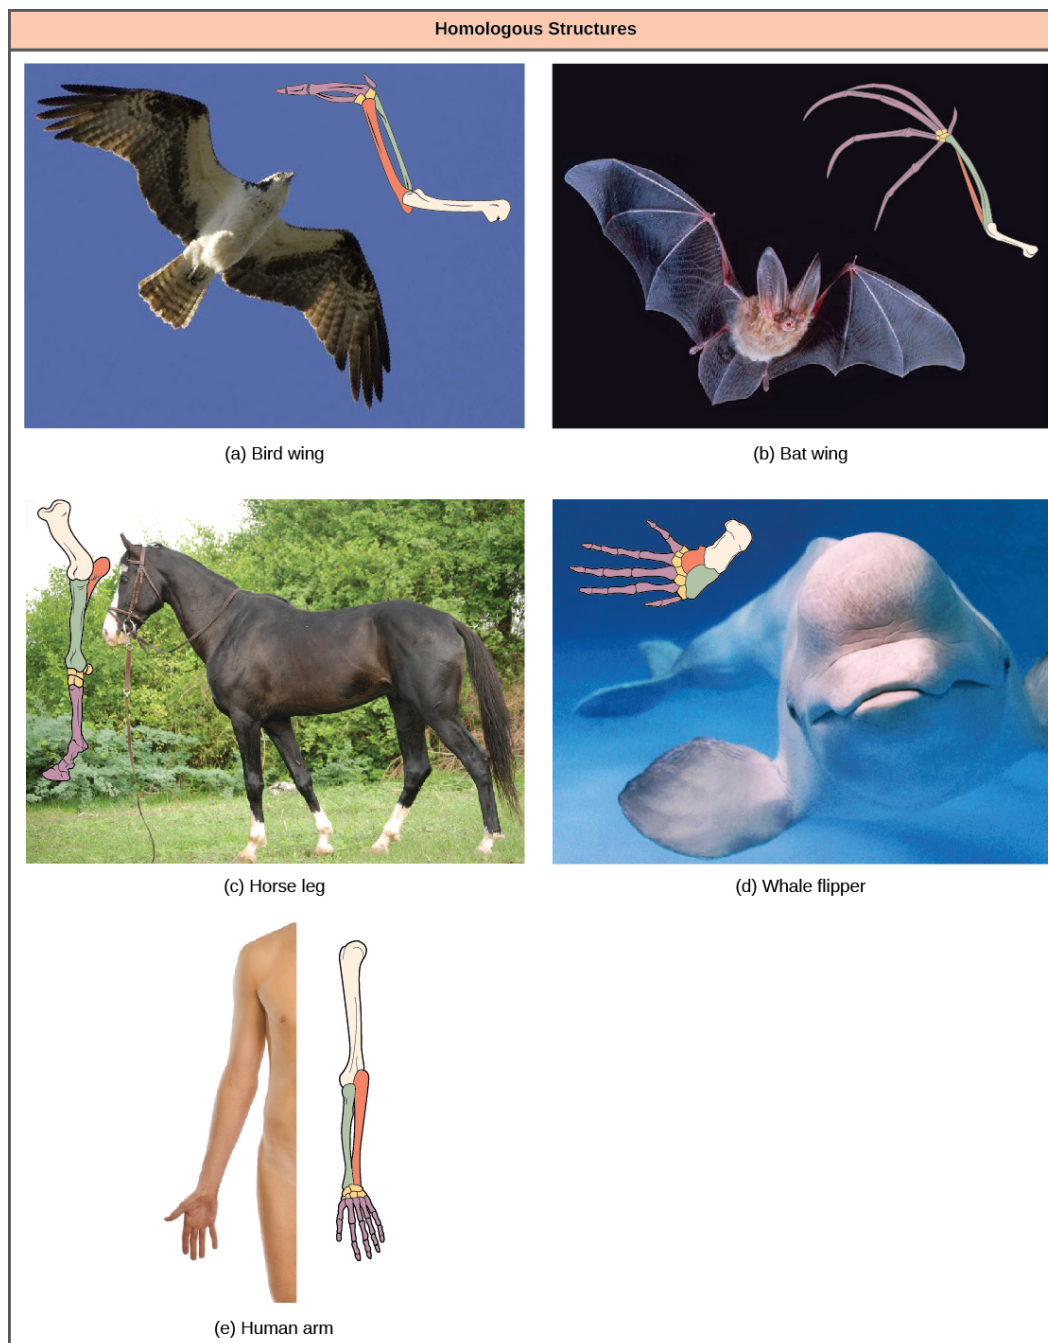 Homologous Structures
(a) Bird wing
(b) Bat wing
(c) Horse leg
(d) Whale flipper
(e) Human arm